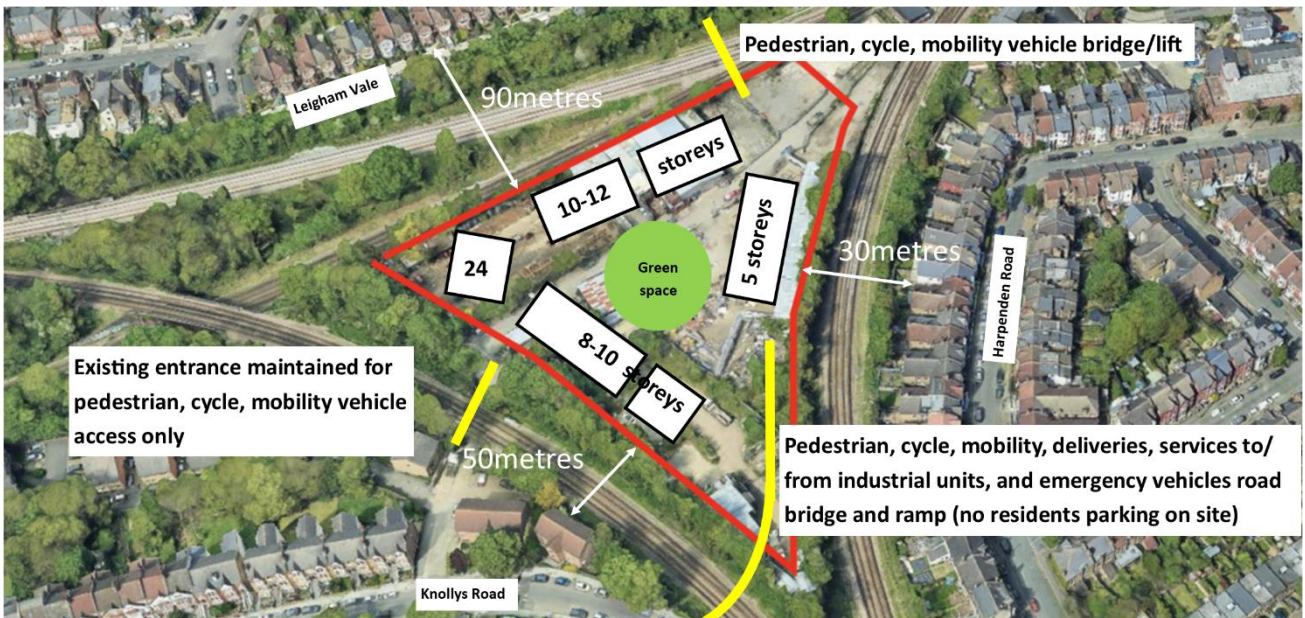 Pedestrian, cycle, mobility vehicle bridge/lift
Leigham Vale
90metres
10-12
storeys
24
Green
space
5 storeys
30metres
Harpenden Road
8-10
storeys
Existing entrance maintained for
pedestrian, cycle, mobility vehicle
access only
50metres
Pedestrian, cycle, mobility, deliveries, services to/
from industrial units, and emergency vehicles road
bridge and ramp (no residents parking on site)
Knollys Road